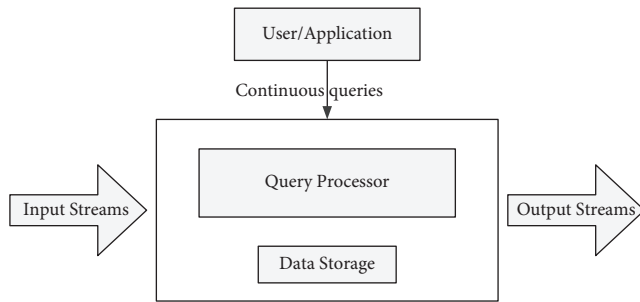 User/Application
Continuous queries
Query Processor
Input Streams
Output Streams
Data Storage